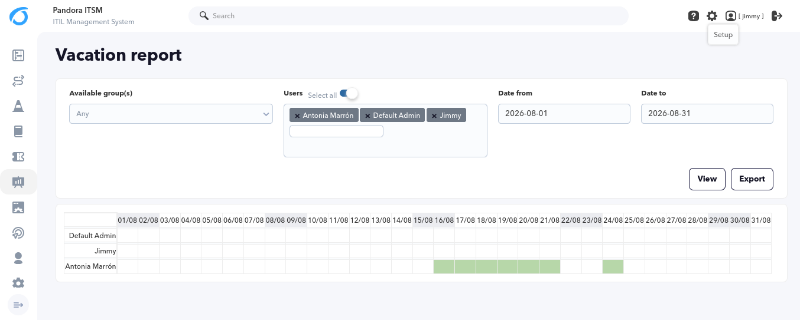 Pandora ITSM
ITIL Management System
Search
? [ jimmy ]
Setup
Vacation report
Available group(s)
Any
Users Select all
× Antonia Marrón × Default Admin × Jimmy
Date from
2026-08-01
Date to
2026-08-31
View Export
01/08 02/08 03/08 04/08 05/08 06/08 07/08 08/08 09/08 10/08 11/08 12/08 13/08 14/08 15/08 16/08 17/08 18/08 19/08 20/08 21/08 22/08 23/08 24/08 25/08 26/08 27/08 28/08 29/08 30/08 31/08
Default Admin
Jimmy
Antonia Marrón